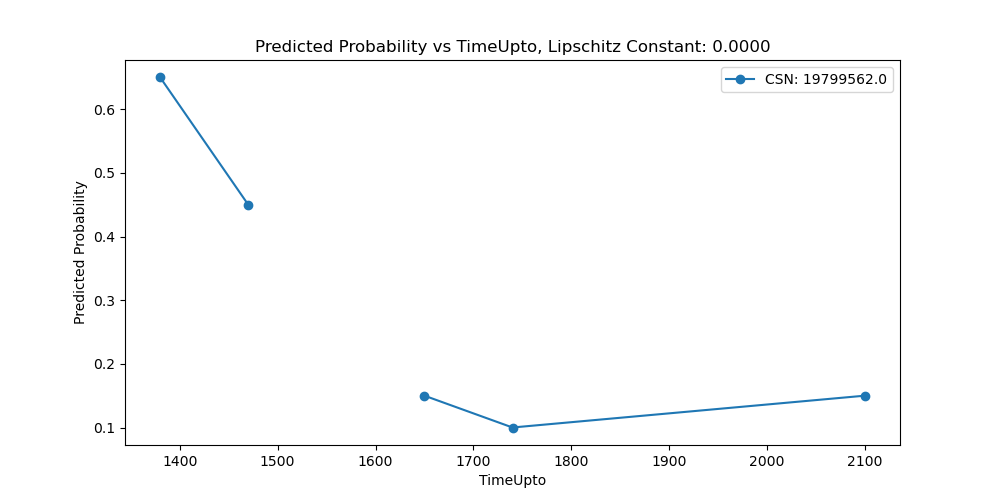 Predicted Probability vs TimeUpto, Lipschitz Constant: 0.0000
CSN: 19799562.0
Predicted Probability
0.6
0.5
0.4
0.3
0.2
0.1
1400 1500 1600 1700 1800 1900 2000 2100
TimeUpto